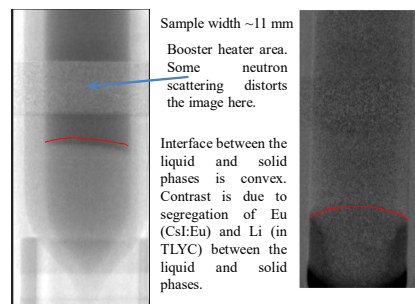 Sample width ~11 mm
Booster heater area.
Some neutron
scattering distorts
the image here.
Interface between the
liquid and solid
phases is convex.
Contrast is due to
segregation of Eu
(CsI:Eu) and Li (in
TLYC) between the
liquid and solid
phases.